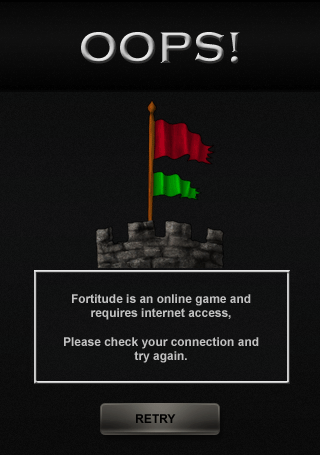 OOPS!
Fortitude is an online game and
requires internet access,
Please check your connection and
try again.
RETRY